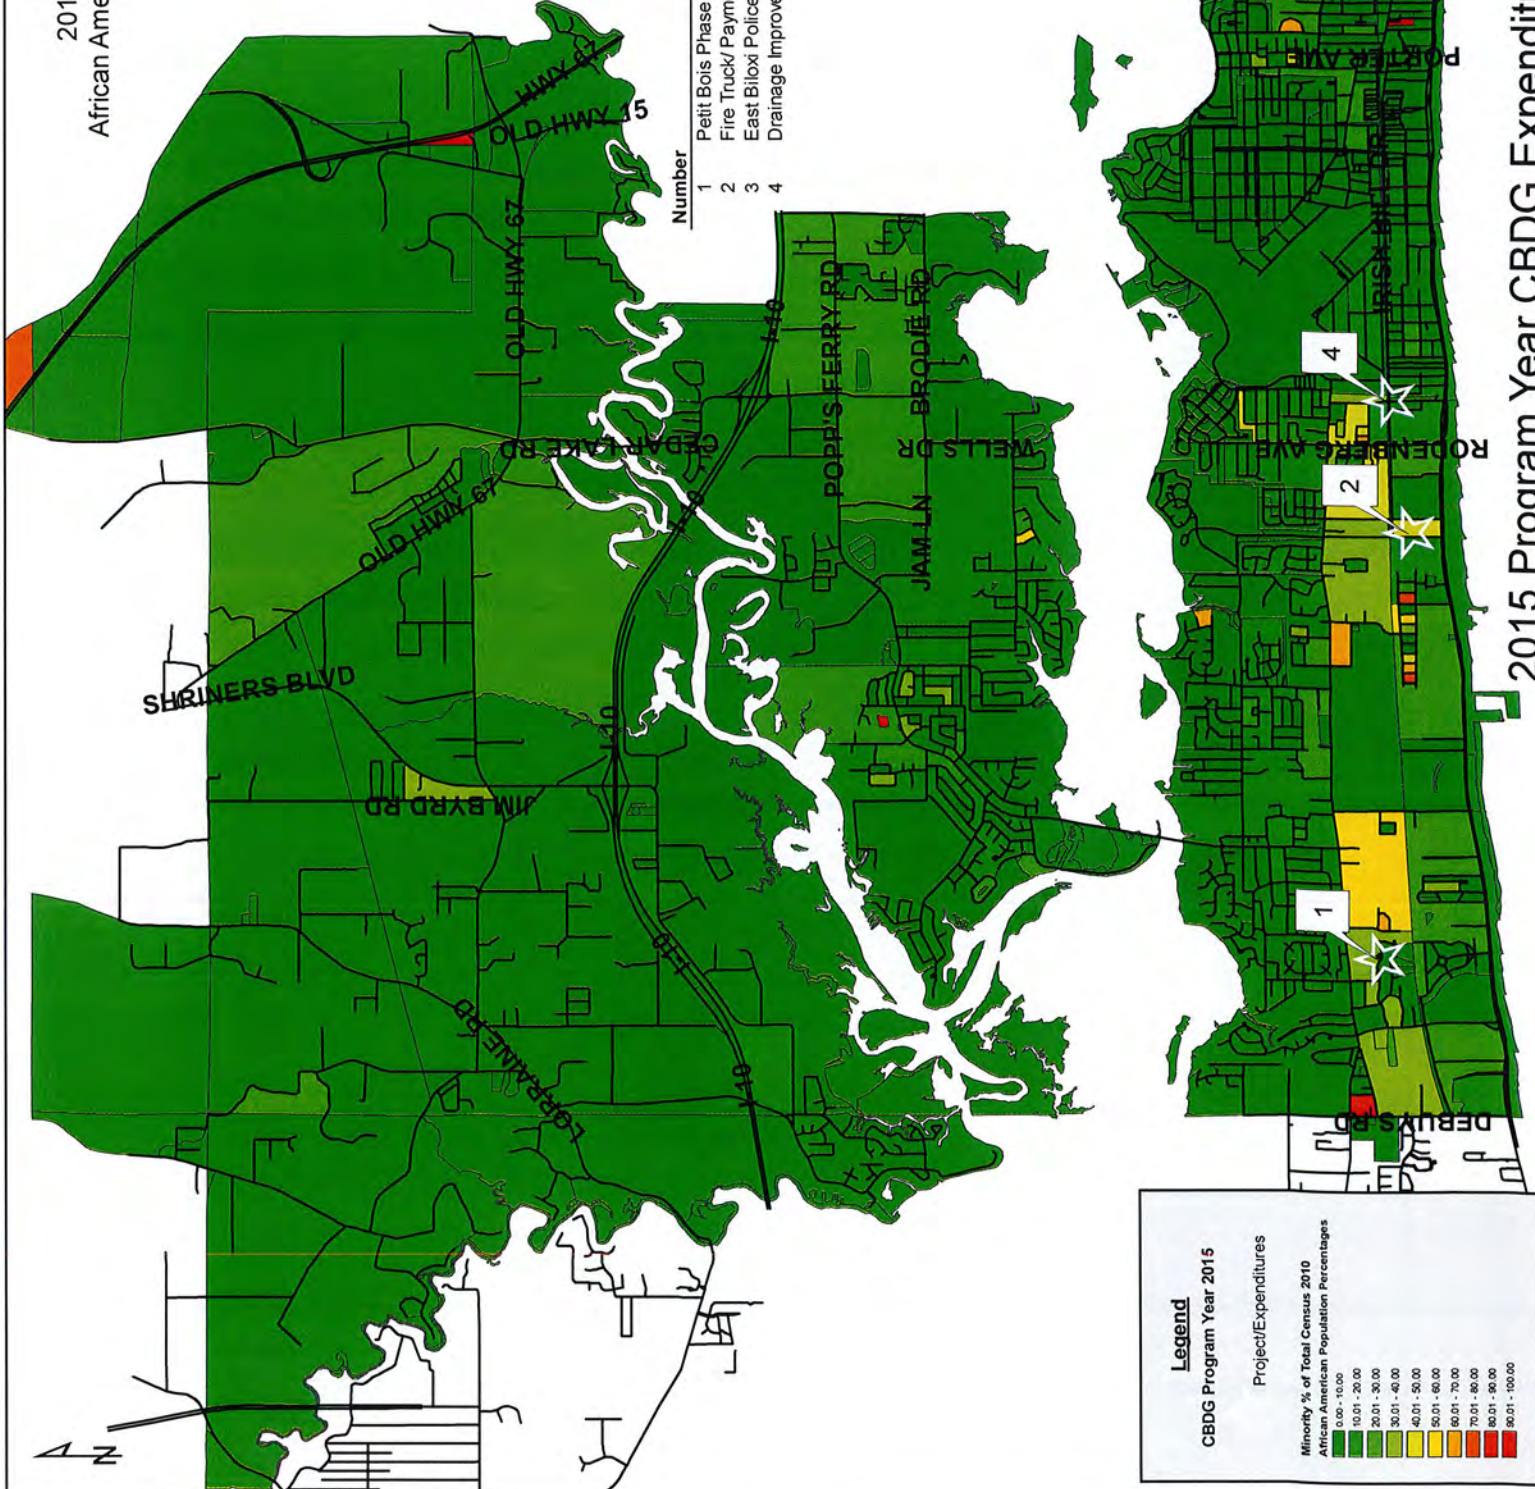 201
African Ame
Number
1 Petit Bois Phase
2 Fire Truck/ Paym
3 East Biloxi Police
4 Drainage Improve
HWY 67
OLD HWY 15
OLD HWY 67
CEDAR LAKE RD
OLD HWY 67
SHRINERS BLVD
JIM BYRD RD
LORRAINE RD
I-10
I-10
I-10
I-10
I-10
POPP'S FERRY RD
BRODIE RD
WELLS DR
JAM LN
PORTER AVE
IRISH HILL DR
RODENBERG AVE
DEBUYS RD
4
2
1
N
Legend
CBDG Program Year 2015
Project/Expenditures
Minority % of Total Census 2010
African American Population Percentages
0.00 - 10.00
10.01 - 20.00
20.01 - 30.00
30.01 - 40.00
40.01 - 50.00
50.01 - 60.00
60.01 - 70.00
70.01 - 80.00
80.01 - 90.00
90.01 - 100.00
2015 Program Year CBDG Expendit